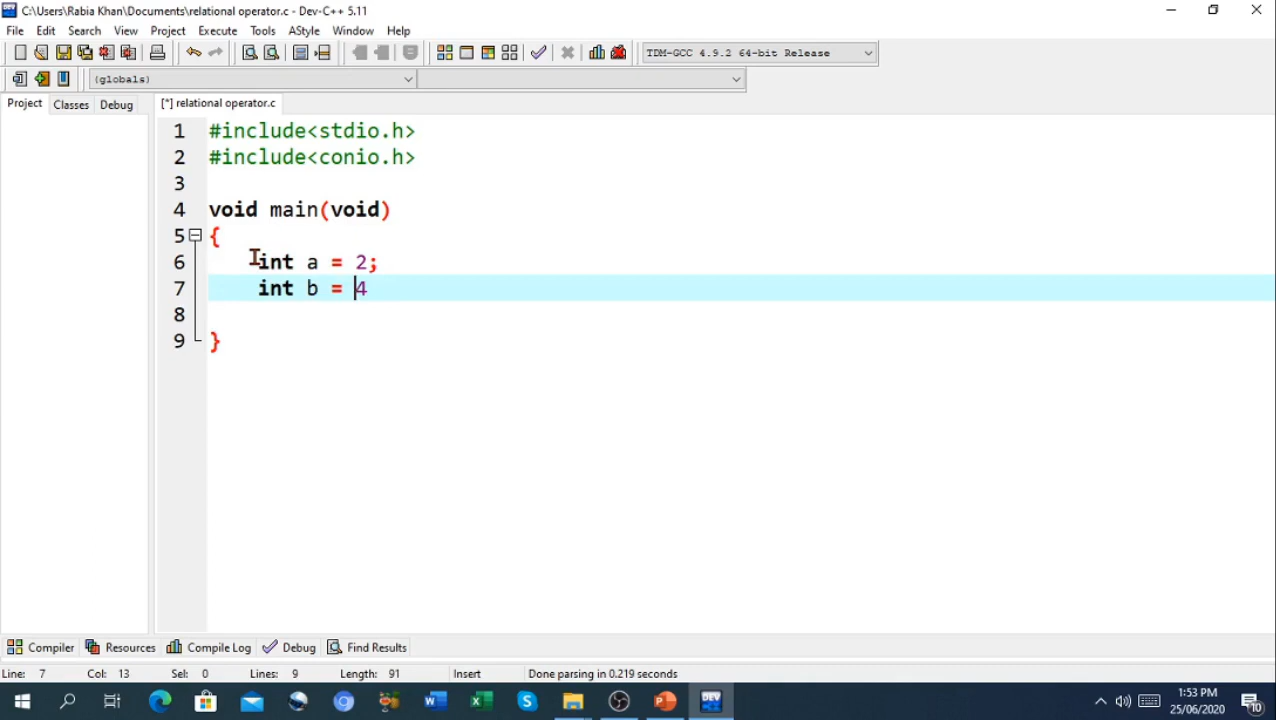 C:\Users\Rabia Khan\Documents\relational operator.c - Dev-C++ 5.11
File Edit Search View Project Execute Tools AStyle Window Help
TDM-GCC 4.9.2 64-bit Release
(globals)
Project Classes Debug [*] relational operator.c
1 #include<stdio.h>
2 #include<conio.h>
3
4 void main(void)
5 {
6 int a = 2;
7 int b = 4
8
9 }
Compiler Resources Compile Log Debug Find Results
Line: 7 Col: 13 Sel: 0 Lines: 9 Length: 91 Insert Done parsing in 0.219 seconds
DEV
1:53 PM
25/06/2020
10